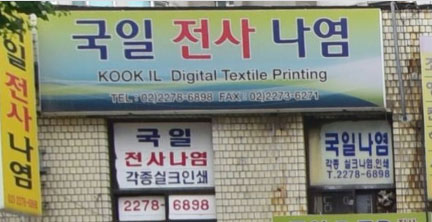 국일 전사 나염
KOOK IL Digital Textile Printing
TEL : 02)2278-6898 FAX : 02)2273-6271
국일
전사나염
각종실크인쇄
2278 - 6898
국일나염
각종 실크나염.인쇄
T.2278-6898
전사나염